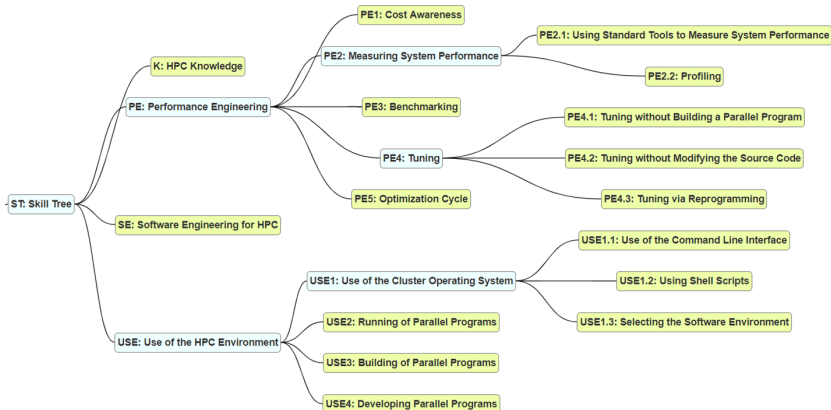 PE1: Cost Awareness
PE2.1: Using Standard Tools to Measure System Performance
PE2: Measuring System Performance
K: HPC Knowledge
PE2.2: Profiling
PE: Performance Engineering
PE3: Benchmarking
PE4.1: Tuning without Building a Parallel Program
PE4: Tuning
PE4.2: Tuning without Modifying the Source Code
PE5: Optimization Cycle
PE4.3: Tuning via Reprogramming
ST: Skill Tree
SE: Software Engineering for HPC
USE1.1: Use of the Command Line Interface
USE1: Use of the Cluster Operating System
USE1.2: Using Shell Scripts
USE2: Running of Parallel Programs
USE1.3: Selecting the Software Environment
USE: Use of the HPC Environment
USE3: Building of Parallel Programs
USE4: Developing Parallel Programs